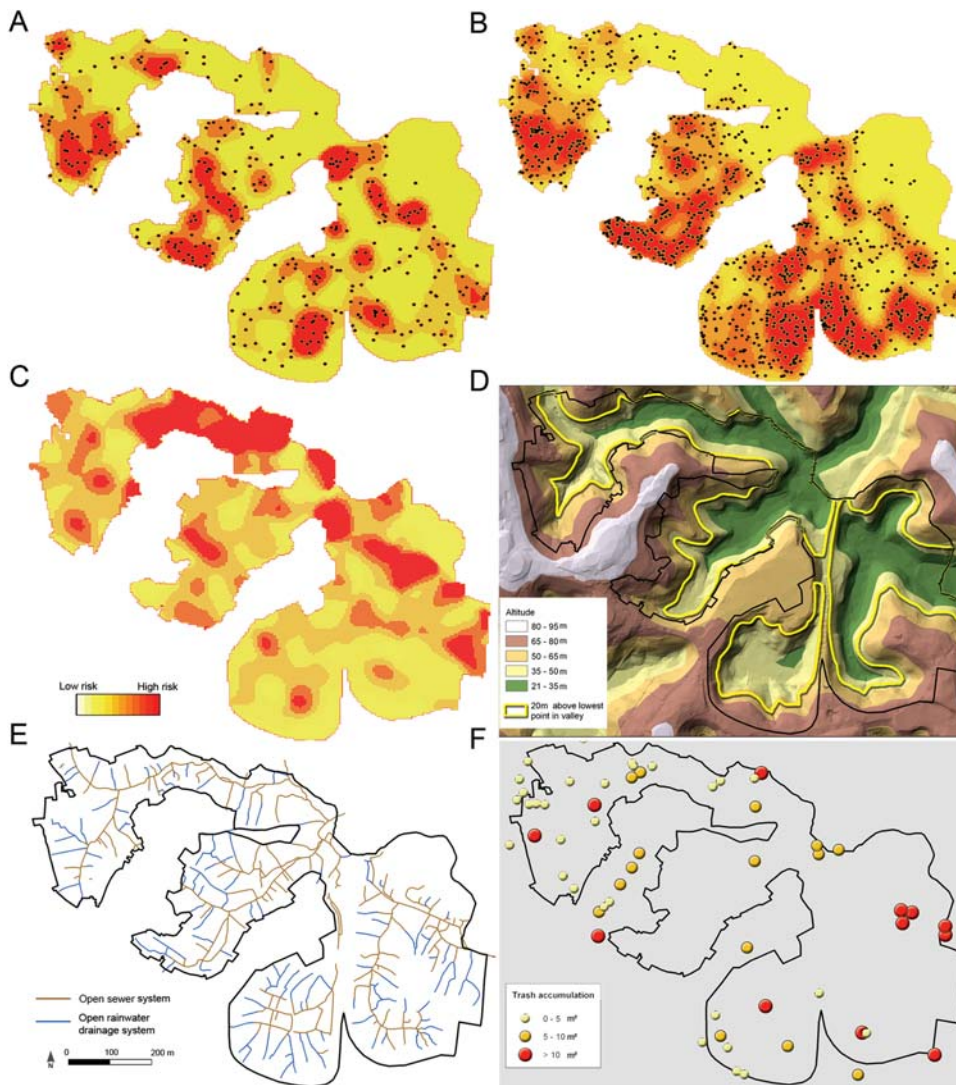 A
B
C
D
Low risk
High risk
Altitude
80 - 95 m
65 - 80 m
50 - 65 m
35 - 50 m
21 - 35 m
20m above lowest
point in valley
E
F
Open sewer system
Open rainwater
drainage system
N
0
100
200 m
Trash accumulation
0 - 5 m²
5 - 10 m²
> 10 m²